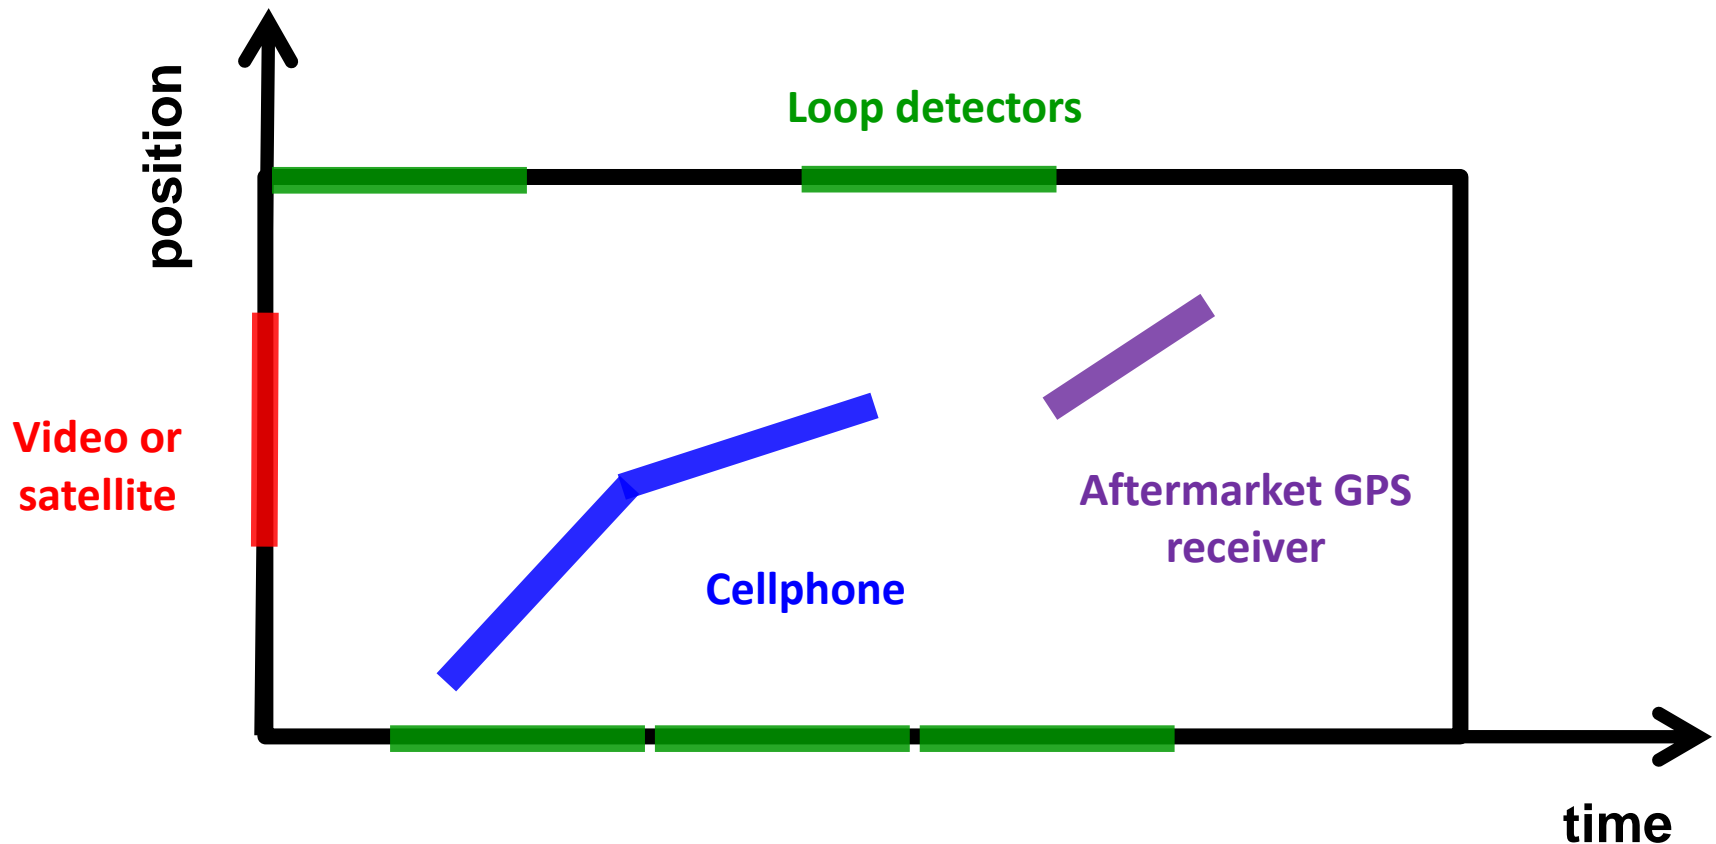 position
Loop detectors
Video or
satellite
Aftermarket GPS
receiver
Cellphone
time